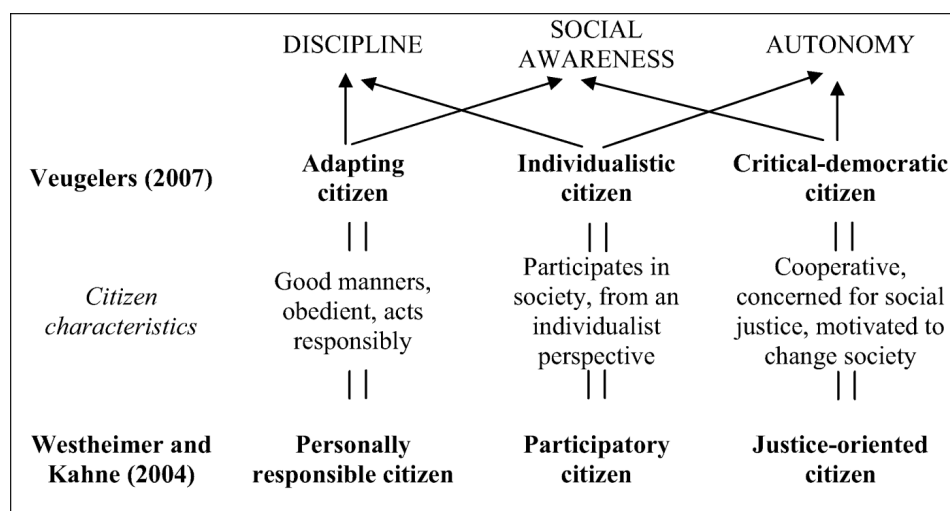 DISCIPLINE
SOCIAL
AWARENESS
AUTONOMY
Veugelers (2007)
Adapting
citizen
Individualistic
citizen
Critical-democratic
citizen
Citizen
characteristics
Good manners,
obedient, acts
responsibly
Participates in
society, from an
individualist
perspective
Cooperative,
concerned for social
justice, motivated to
change society
Westheimer and
Kahne (2004)
Personally
responsible citizen
Participatory
citizen
Justice-oriented
citizen